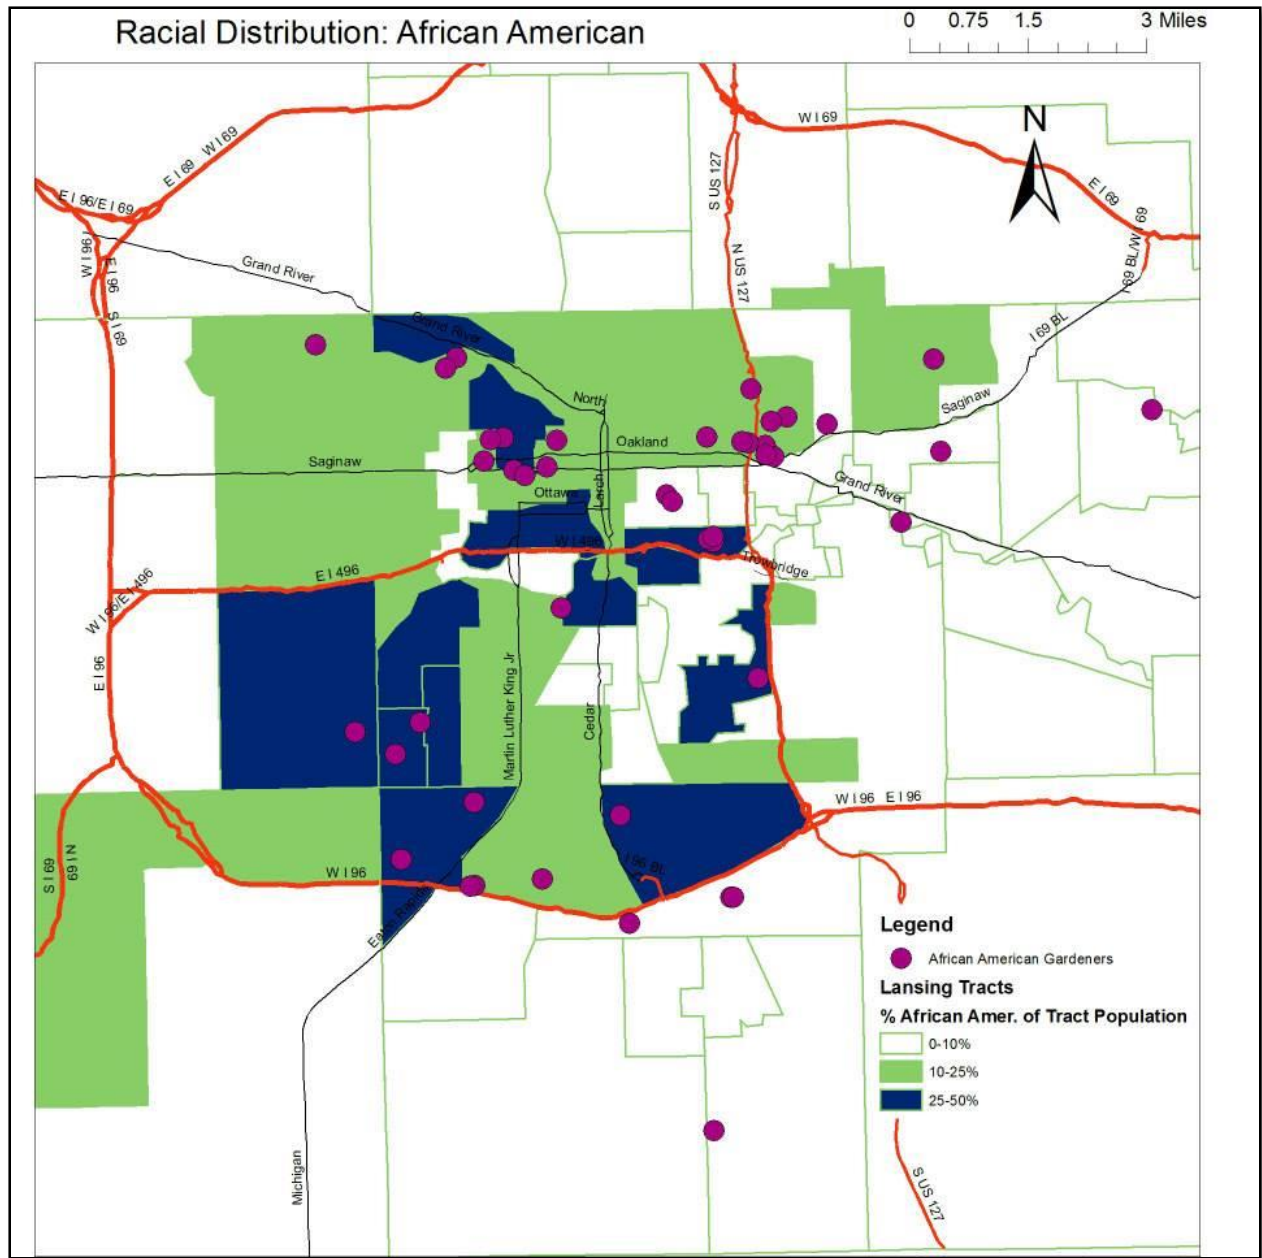 Racial Distribution: African American
0 0.75 1.5 3 Miles
N
W I 69
E I 69 W I 69
S US 127
E I 69
E I 96/E I 69
W I 96
E I 96
S I 69
Grand River
N US 127
I 69 BL/W I 69
Grand River
I 69 BL
North
Saginaw
Oakland
Saginaw
Grand River
Ottawa
Larch
W I 496
Trowbridge
E I 496
W I 96/E I 496
E I 96
Martin Luther King Jr
Cedar
W I 96 E I 96
S I 69
N I 69
W I 96
I 96 BL
Eaton Rapids
Michigan
Legend
African American Gardeners
Lansing Tracts
% African Amer. of Tract Population
0-10%
10-25%
25-50%
S US 127